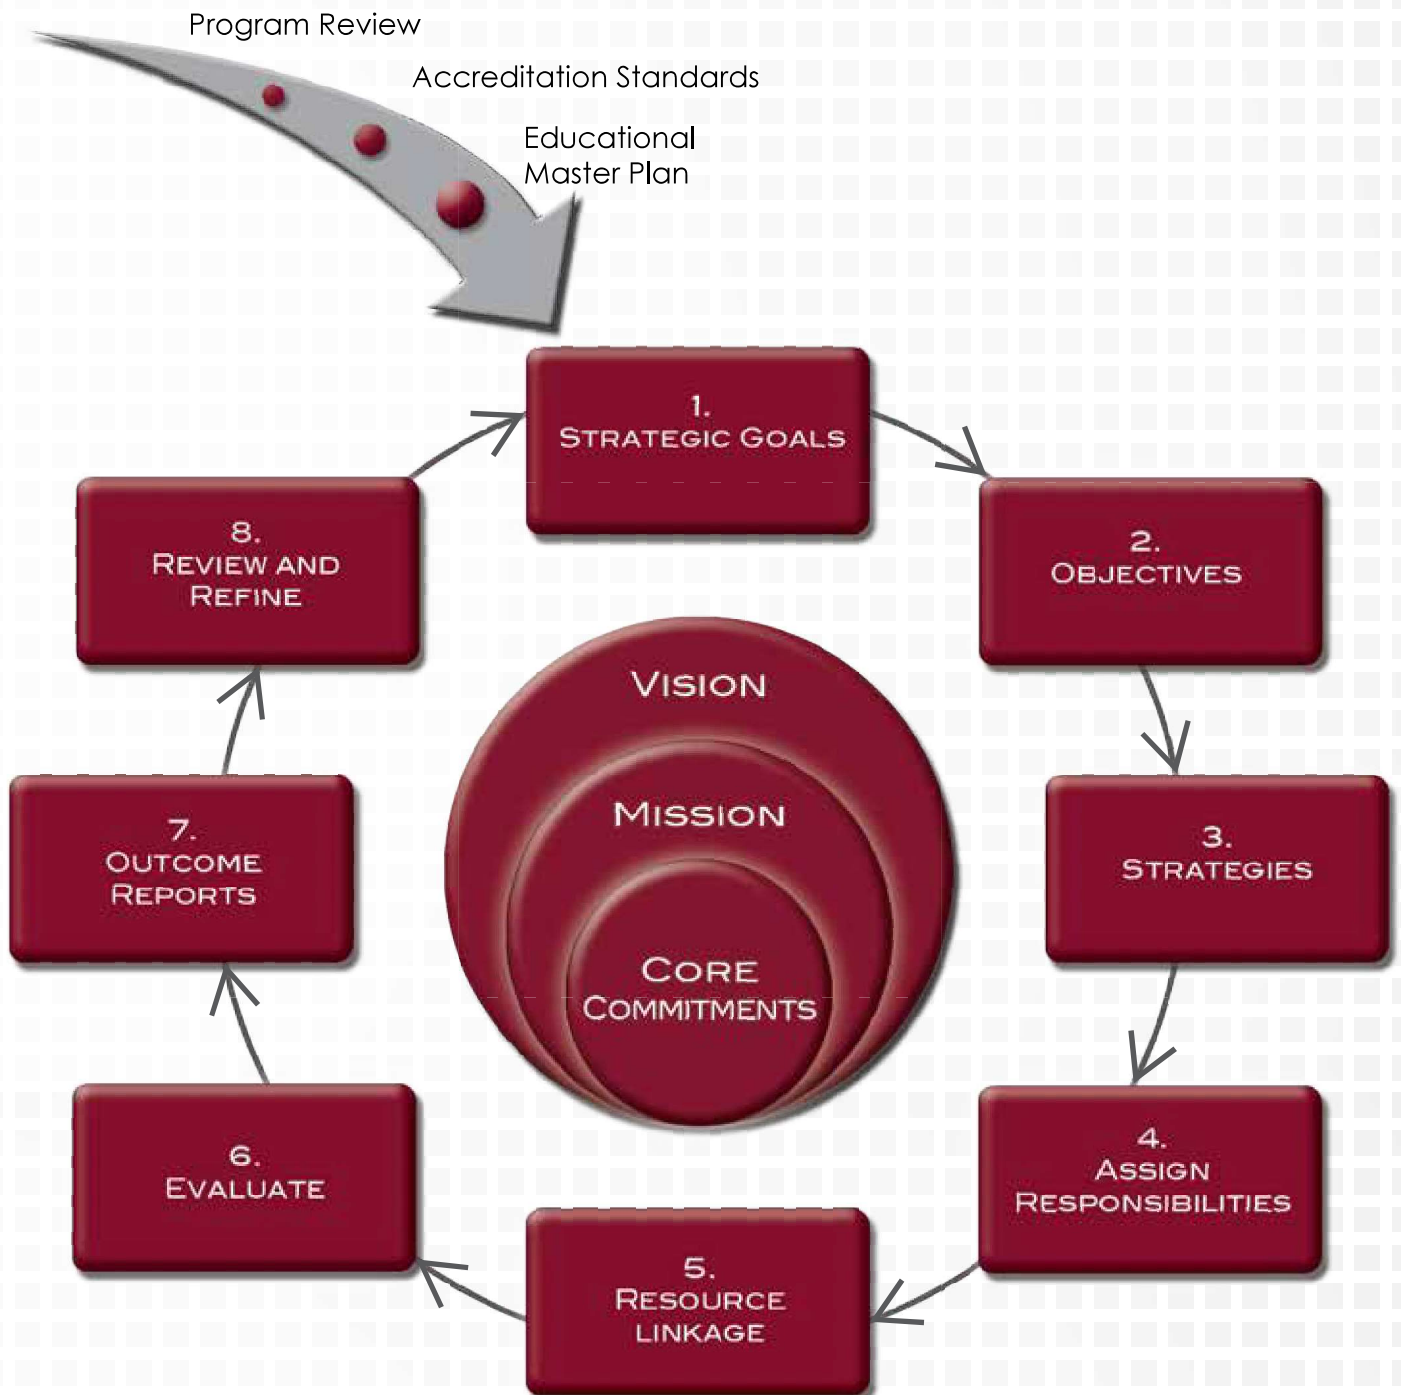 Program Review
Accreditation Standards
Educational
Master Plan
1.
STRATEGIC GOALS
2.
OBJECTIVES
3.
STRATEGIES
4.
ASSIGN
RESPONSIBILITIES
5.
RESOURCE
LINKAGE
6.
EVALUATE
7.
OUTCOME
REPORTS
8.
REVIEW AND
REFINE
VISION
MISSION
CORE
COMMITMENTS